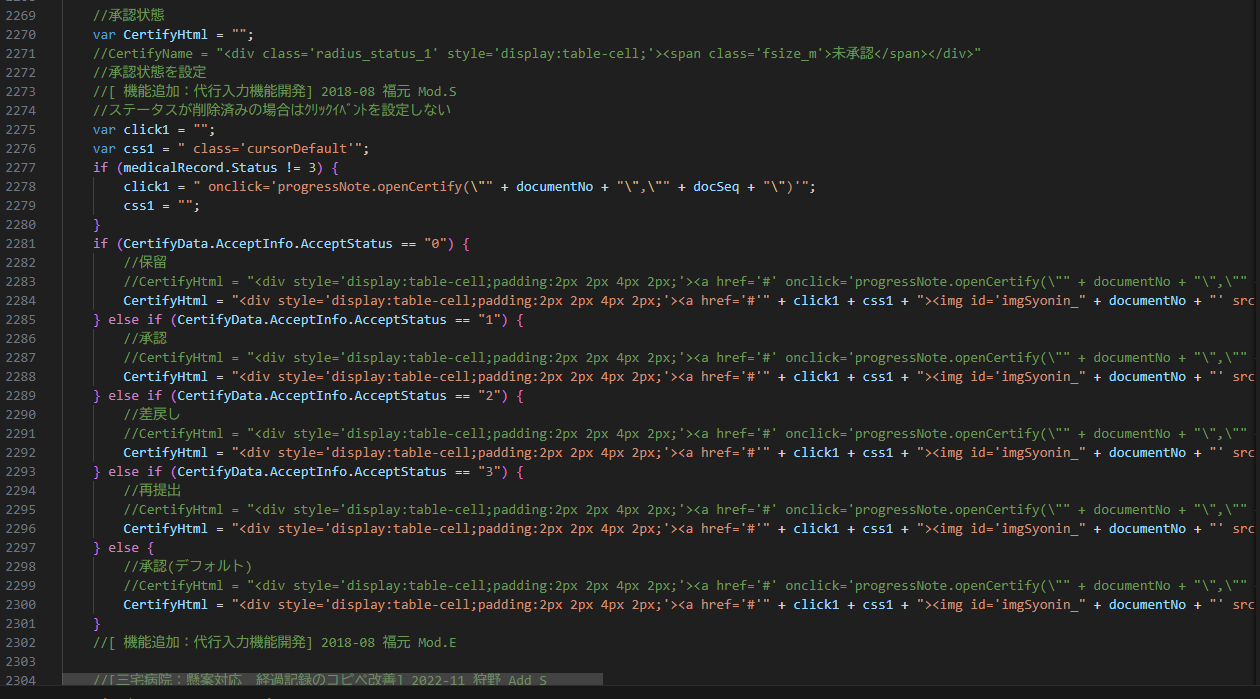 2269 //承認状態
2270 var CertifyHtml = "";
2271 //CertifyName = "<div class='radius_status_1' style='display:table-cell;'><span class='fsize_m'>未承認</span></div>"
2272 //承認状態を設定
2273 //[ 機能追加：代行入力機能開発] 2018-08 福元 Mod.S
2274 //ステータスが削除済みの場合はｸﾘｯｸｲﾍﾞﾝﾄを設定しない
2275 var click1 = "";
2276 var css1 = " class='cursorDefault'";
2277 if (medicalRecord.Status != 3) {
2278 click1 = " onclick='progressNote.openCertify(\"" + documentNo + "\",\"" + docSeq + "\")'";
2279 css1 = "";
2280 }
2281 if (CertifyData.AcceptInfo.AcceptStatus == "0") {
2282 //保留
2283 //CertifyHtml = "<div style='display:table-cell;padding:2px 2px 4px 2px;'><a href='#' onclick='progressNote.openCertify(\"" + documentNo + "\",\""
2284 CertifyHtml = "<div style='display:table-cell;padding:2px 2px 4px 2px;'><a href='#'" + click1 + css1 + "><img id='imgSyonin_" + documentNo + "' src
2285 } else if (CertifyData.AcceptInfo.AcceptStatus == "1") {
2286 //承認
2287 //CertifyHtml = "<div style='display:table-cell;padding:2px 2px 4px 2px;'><a href='#' onclick='progressNote.openCertify(\"" + documentNo + "\",\""
2288 CertifyHtml = "<div style='display:table-cell;padding:2px 2px 4px 2px;'><a href='#'" + click1 + css1 + "><img id='imgSyonin_" + documentNo + "' src
2289 } else if (CertifyData.AcceptInfo.AcceptStatus == "2") {
2290 //差戻し
2291 //CertifyHtml = "<div style='display:table-cell;padding:2px 2px 4px 2px;'><a href='#' onclick='progressNote.openCertify(\"" + documentNo + "\",\""
2292 CertifyHtml = "<div style='display:table-cell;padding:2px 2px 4px 2px;'><a href='#'" + click1 + css1 + "><img id='imgSyonin_" + documentNo + "' src
2293 } else if (CertifyData.AcceptInfo.AcceptStatus == "3") {
2294 //再提出
2295 //CertifyHtml = "<div style='display:table-cell;padding:2px 2px 4px 2px;'><a href='#' onclick='progressNote.openCertify(\"" + documentNo + "\",\""
2296 CertifyHtml = "<div style='display:table-cell;padding:2px 2px 4px 2px;'><a href='#'" + click1 + css1 + "><img id='imgSyonin_" + documentNo + "' src
2297 } else {
2298 //承認(デフォルト)
2299 //CertifyHtml = "<div style='display:table-cell;padding:2px 2px 4px 2px;'><a href='#' onclick='progressNote.openCertify(\"" + documentNo + "\",\""
2300 CertifyHtml = "<div style='display:table-cell;padding:2px 2px 4px 2px;'><a href='#'" + click1 + css1 + "><img id='imgSyonin_" + documentNo + "' src
2301 }
2302 //[ 機能追加：代行入力機能開発] 2018-08 福元 Mod.E
2303
2304 //[三宅病院：懸案対応　経過記録のコピペ改善] 2022-11 狩野 Add S